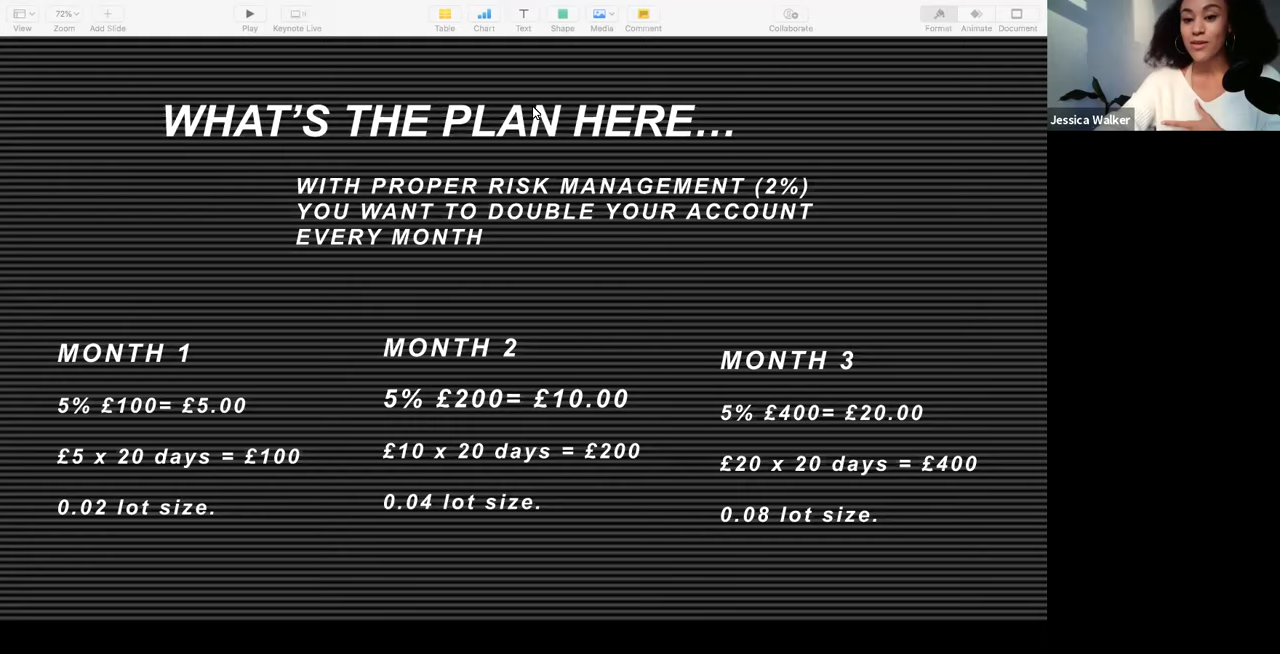 72%
View
Zoom
Add Slide
Play
Keynote Live
Table
Chart
Text
Shape
Media
Comment
Collaborate
Format
Animate
Document
Jessica Walker
WHAT'S THE PLAN HERE...
WITH PROPER RISK MANAGEMENT (2%)
YOU WANT TO DOUBLE YOUR ACCOUNT
EVERY MONTH
MONTH 1
5% £100= £5.00
£5 x 20 days = £100
0.02 lot size.
MONTH 2
5% £200= £10.00
£10 x 20 days = £200
0.04 lot size.
MONTH 3
5% £400= £20.00
£20 x 20 days = £400
0.08 lot size.